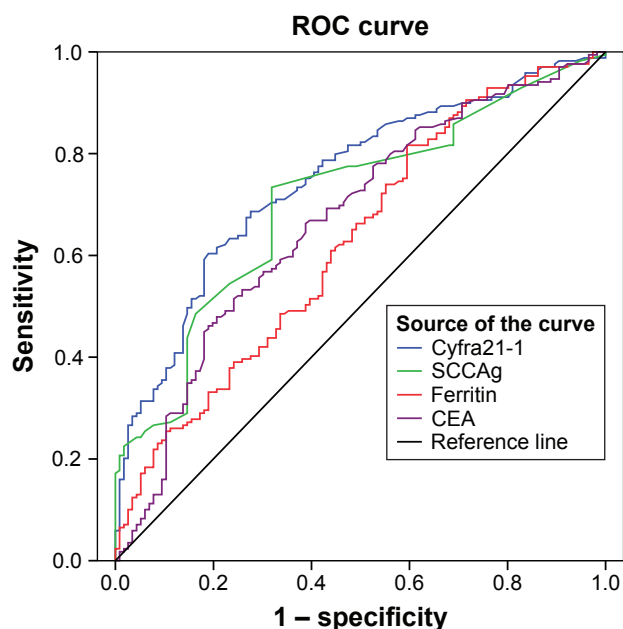 ROC curve
Sensitivity
1.0
0.8
0.6
0.4
0.2
0.0
Source of the curve
Cyfra21-1
SCCAg
Ferritin
CEA
Reference line
0.0 0.2 0.4 0.6 0.8 1.0
1 – specificity